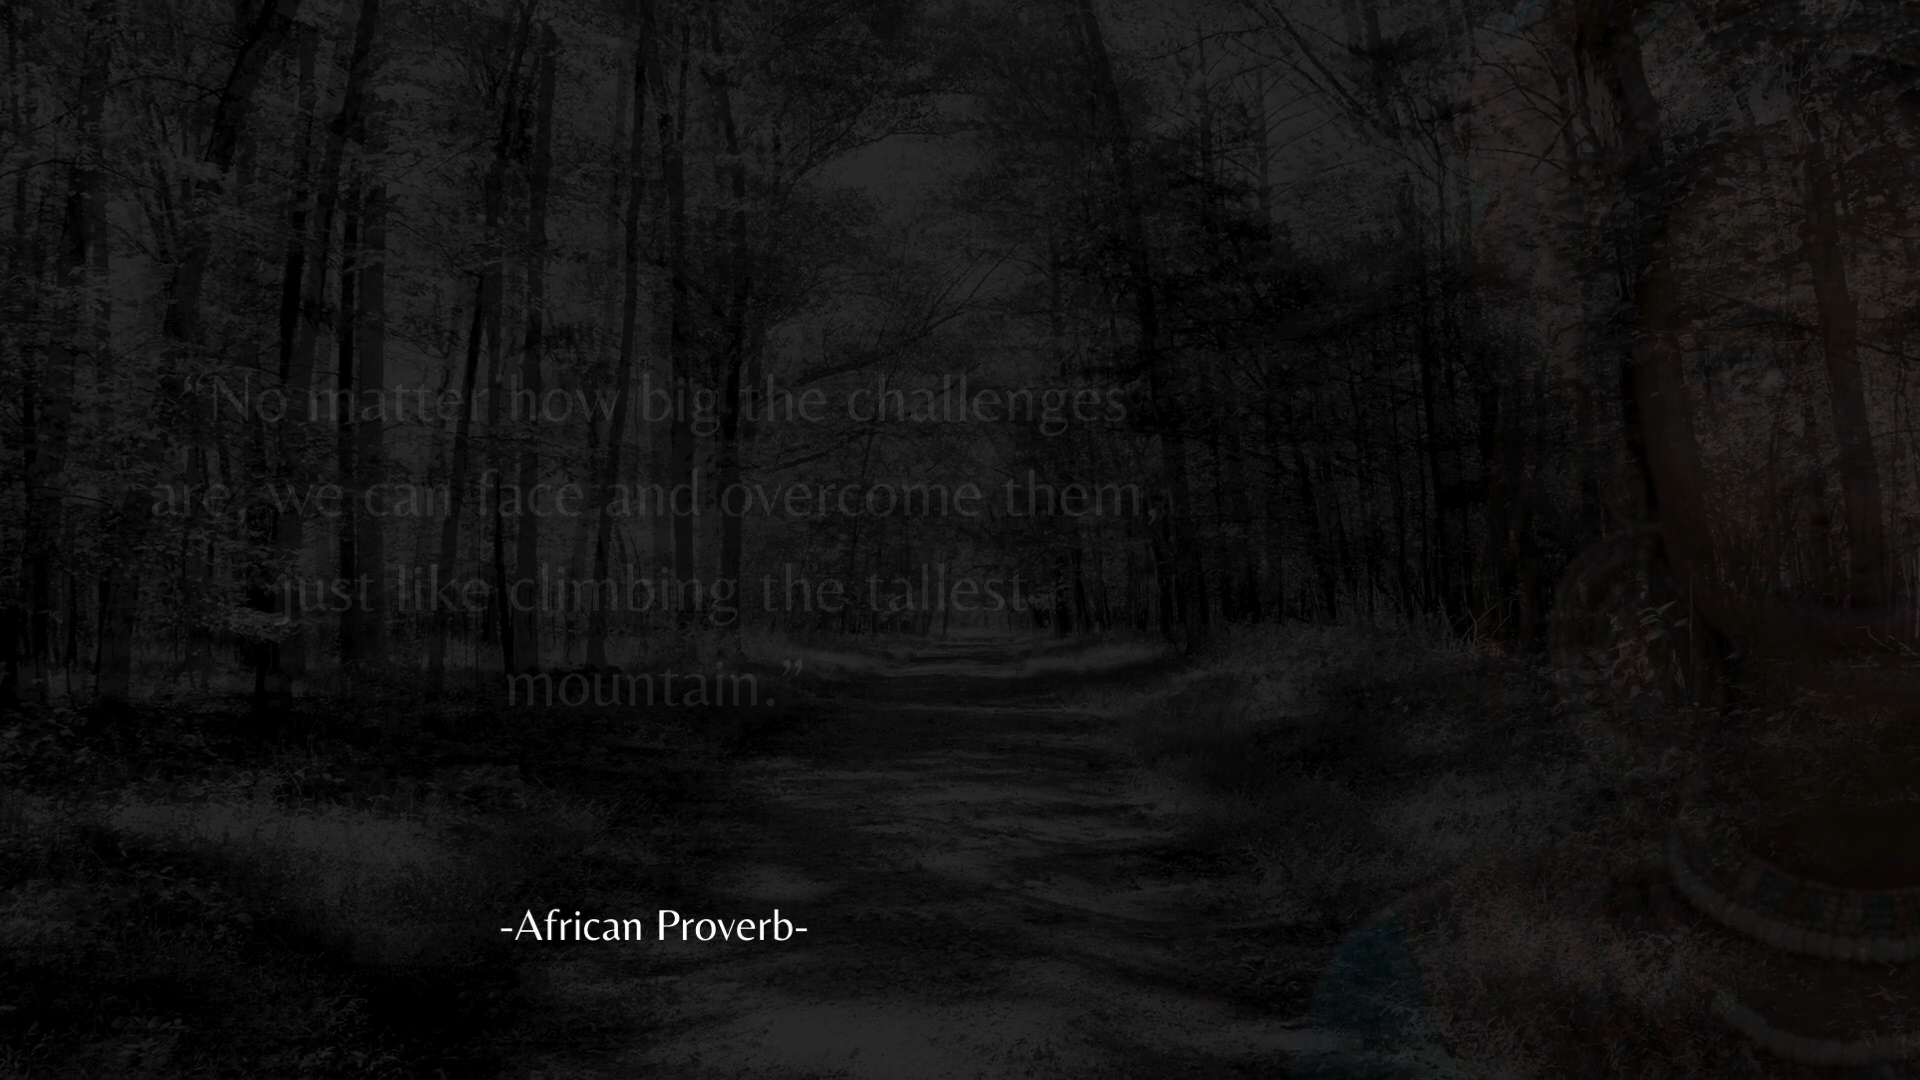 “No matter how big the challenges
are, we can face and overcome them,
just like climbing the tallest
mountain.”
-African Proverb-